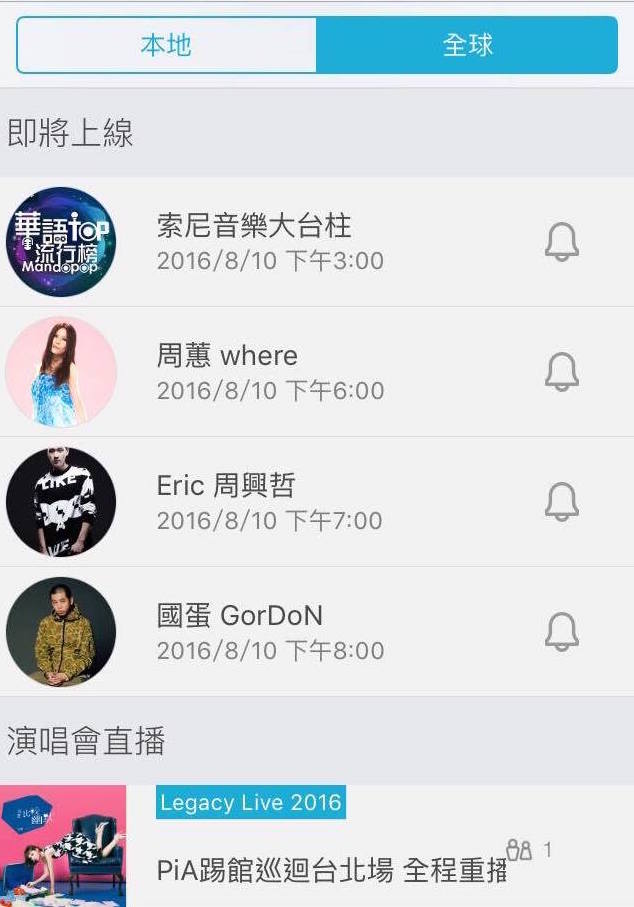 本地
全球
即將上線
華語top
流行榜
Mandopop
索尼音樂大台柱
2016/8/10 下午3:00
周蕙 where
2016/8/10 下午6:00
LIKE
Eric 周興哲
2016/8/10 下午7:00
國蛋 GorDoN
2016/8/10 下午8:00
演唱會直播
Legacy Live 2016
PiA踢館巡迴台北場 全程重播
1